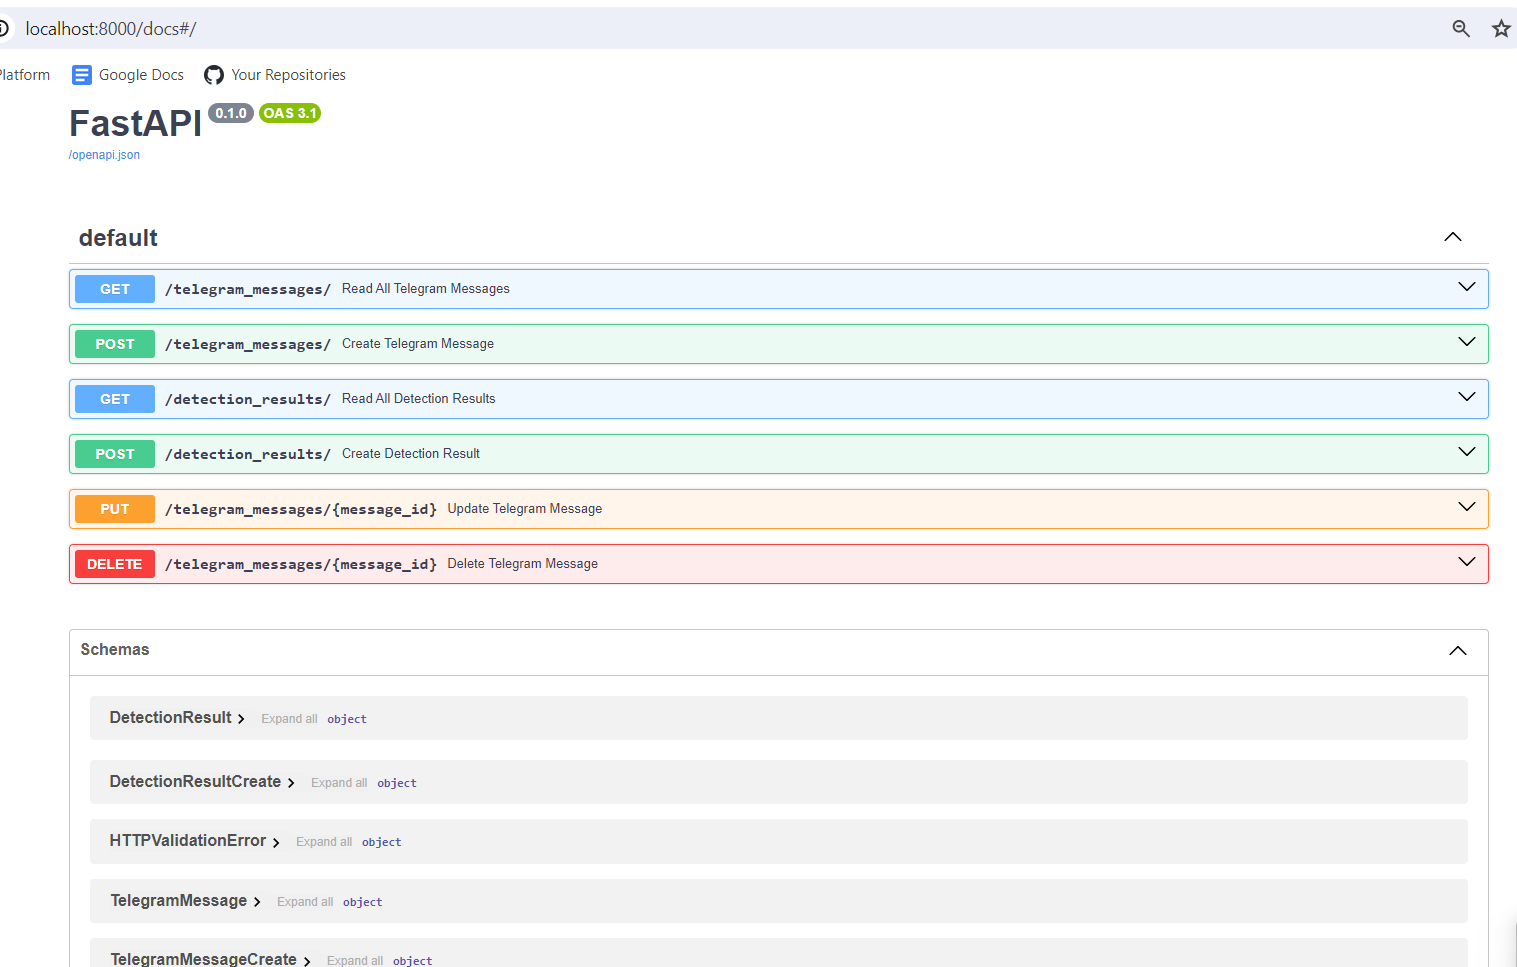 localhost:8000/docs#/
Platform Google Docs Your Repositories
FastAPI 0.1.0 OAS 3.1
/openapi.json
default
GET /telegram_messages/ Read All Telegram Messages
POST /telegram_messages/ Create Telegram Message
GET /detection_results/ Read All Detection Results
POST /detection_results/ Create Detection Result
PUT /telegram_messages/{message_id} Update Telegram Message
DELETE /telegram_messages/{message_id} Delete Telegram Message
Schemas
DetectionResult Expand all object
DetectionResultCreate Expand all object
HTTPValidationError Expand all object
TelegramMessage Expand all object
TelegramMessageCreate Expand all object